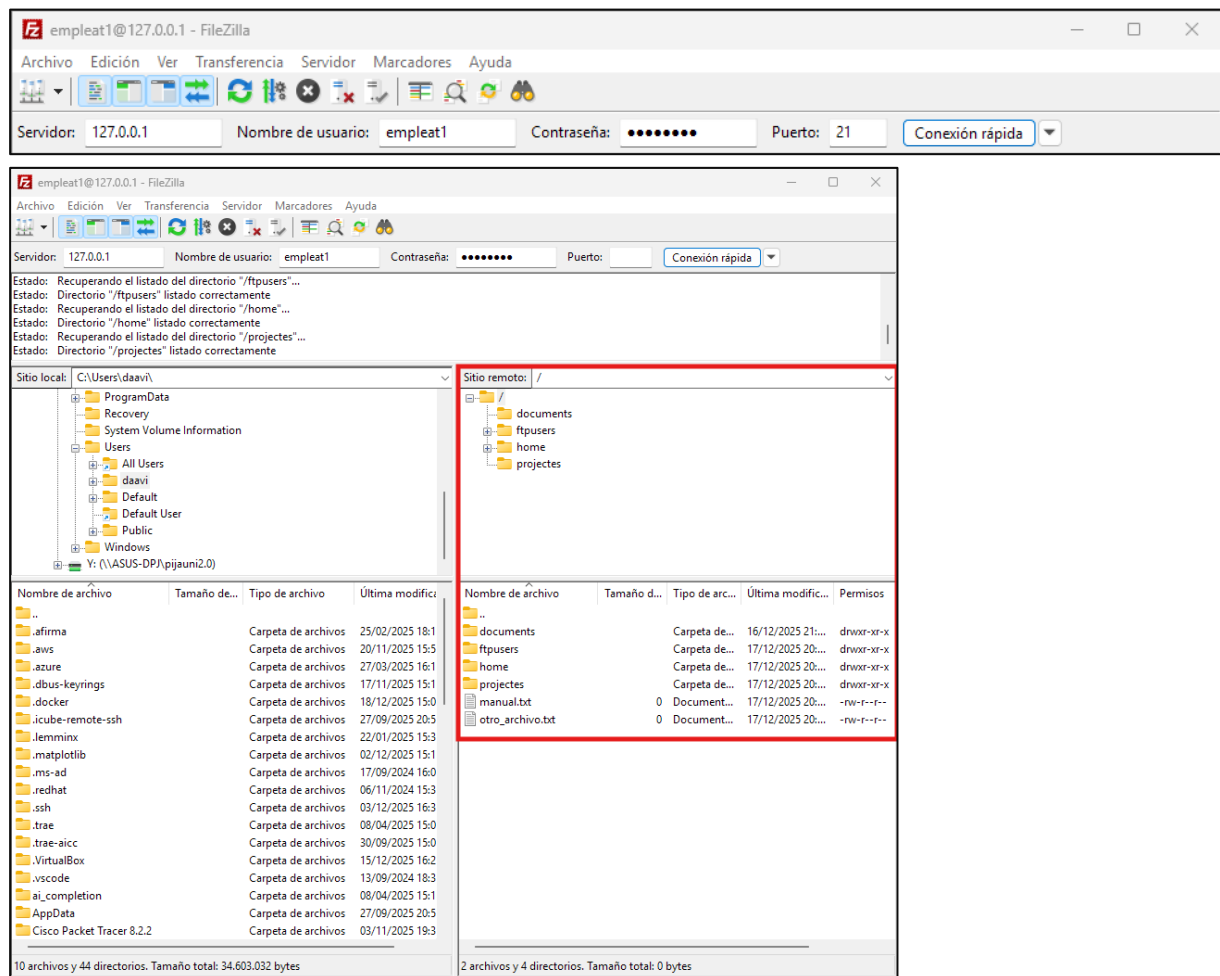 empleat1@127.0.0.1 - FileZilla
Archivo Edición Ver Transferencia Servidor Marcadores Ayuda
Servidor: 127.0.0.1 Nombre de usuario: empleat1 Contraseña: ●●●●●●●● Puerto: 21 Conexión rápida
empleat1@127.0.0.1 - FileZilla
Archivo Edición Ver Transferencia Servidor Marcadores Ayuda
Servidor: 127.0.0.1 Nombre de usuario: empleat1 Contraseña: ●●●●●●●● Puerto: Conexión rápida
Estado: Recuperando el listado del directorio "/ftpusers"...
Estado: Directorio "/ftpusers" listado correctamente
Estado: Recuperando el listado del directorio "/home"...
Estado: Directorio "/home" listado correctamente
Estado: Recuperando el listado del directorio "/projectes"...
Estado: Directorio "/projectes" listado correctamente
Sitio local: C:\Users\daavi\
ProgramData
Recovery
System Volume Information
Users
All Users
daavi
Default
Default User
Public
Windows
Y: (\\ASUS-DPJ\pijauni2.0)
Nombre de archivo Tamaño de... Tipo de archivo Última modifica
..
.afirma Carpeta de archivos 25/02/2025 18:1
.aws Carpeta de archivos 20/11/2025 15:5
.azure Carpeta de archivos 27/03/2025 16:1
.dbus-keyrings Carpeta de archivos 17/11/2025 15:1
.docker Carpeta de archivos 18/12/2025 15:0
.icube-remote-ssh Carpeta de archivos 27/09/2025 20:5
.lemminx Carpeta de archivos 22/01/2025 15:3
.matplotlib Carpeta de archivos 02/12/2025 15:1
.ms-ad Carpeta de archivos 17/09/2024 16:0
.redhat Carpeta de archivos 06/11/2024 15:3
.ssh Carpeta de archivos 03/12/2025 16:3
.trae Carpeta de archivos 08/04/2025 15:0
.trae-aicc Carpeta de archivos 30/09/2025 15:0
.VirtualBox Carpeta de archivos 15/12/2025 16:2
.vscode Carpeta de archivos 13/09/2024 18:3
ai_completion Carpeta de archivos 08/04/2025 15:1
AppData Carpeta de archivos 27/09/2025 20:5
Cisco Packet Tracer 8.2.2 Carpeta de archivos 03/11/2025 19:3
10 archivos y 44 directorios. Tamaño total: 34.603.032 bytes
Sitio remoto: /
/
documents
ftpusers
home
projectes
Nombre de archivo Tamaño d... Tipo de arc... Última modific... Permisos
..
documents Carpeta de... 16/12/2025 21:... drwxr-xr-x
ftpusers Carpeta de... 17/12/2025 20:... drwxr-xr-x
home Carpeta de... 17/12/2025 20:... drwxr-xr-x
projectes Carpeta de... 17/12/2025 20:... drwxr-xr-x
manual.txt 0 Document... 17/12/2025 20:... -rw-r--r--
otro_archivo.txt 0 Document... 17/12/2025 20:... -rw-r--r--
2 archivos y 4 directorios. Tamaño total: 0 bytes